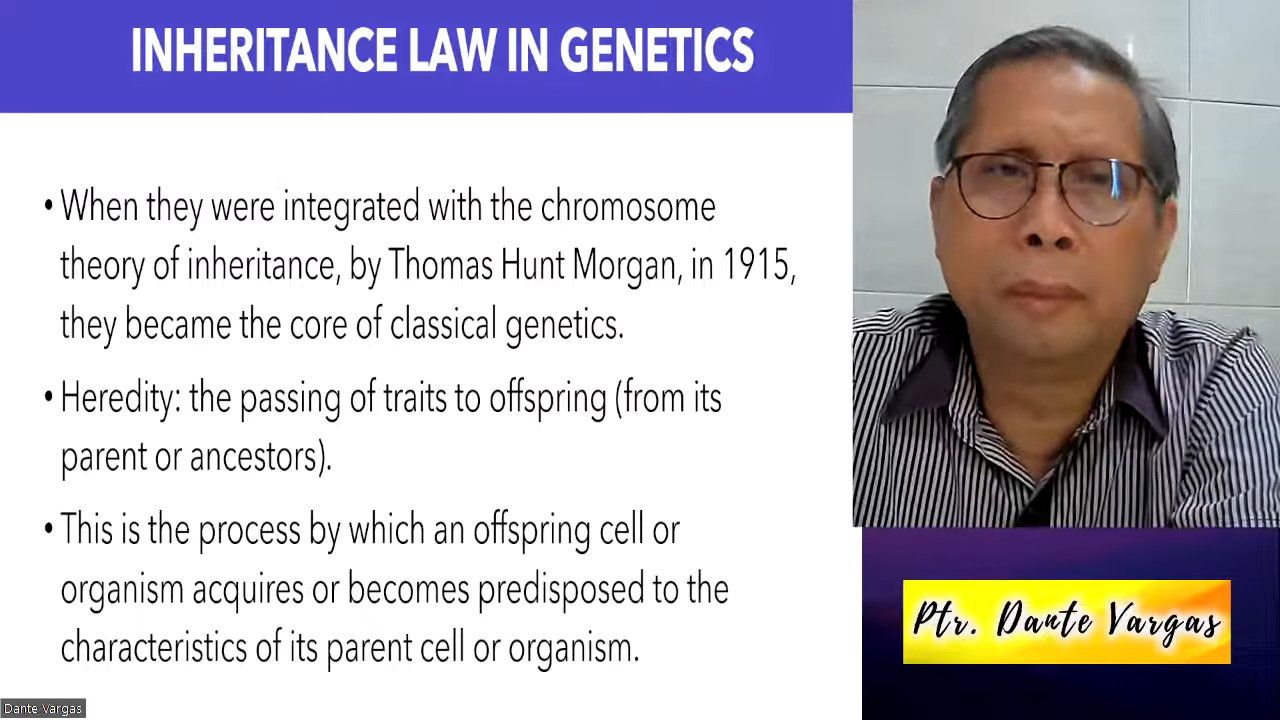 INHERITANCE LAW IN GENETICS
• When they were integrated with the chromosome
theory of inheritance, by Thomas Hunt Morgan, in 1915,
they became the core of classical genetics.
• Heredity: the passing of traits to offspring (from its
parent or ancestors).
• This is the process by which an offspring cell or
organism acquires or becomes predisposed to the
characteristics of its parent cell or organism.
Ptr. Dante Vargas
Dante Vargas